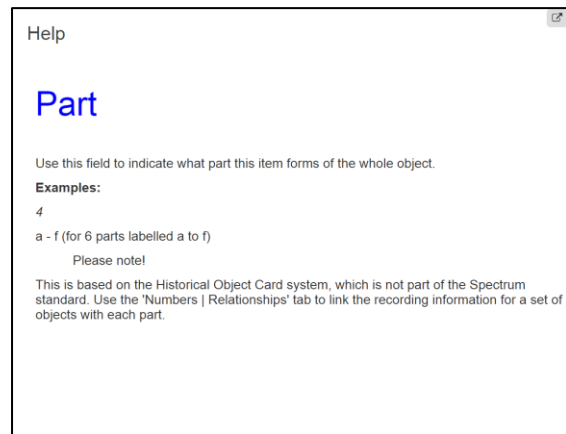 Help
Part
Use this field to indicate what part this item forms of the whole object.
Examples:
4
a - f (for 6 parts labelled a to f)
Please note!
This is based on the Historical Object Card system, which is not part of the Spectrum
standard. Use the 'Numbers | Relationships' tab to link the recording information for a set of
objects with each part.